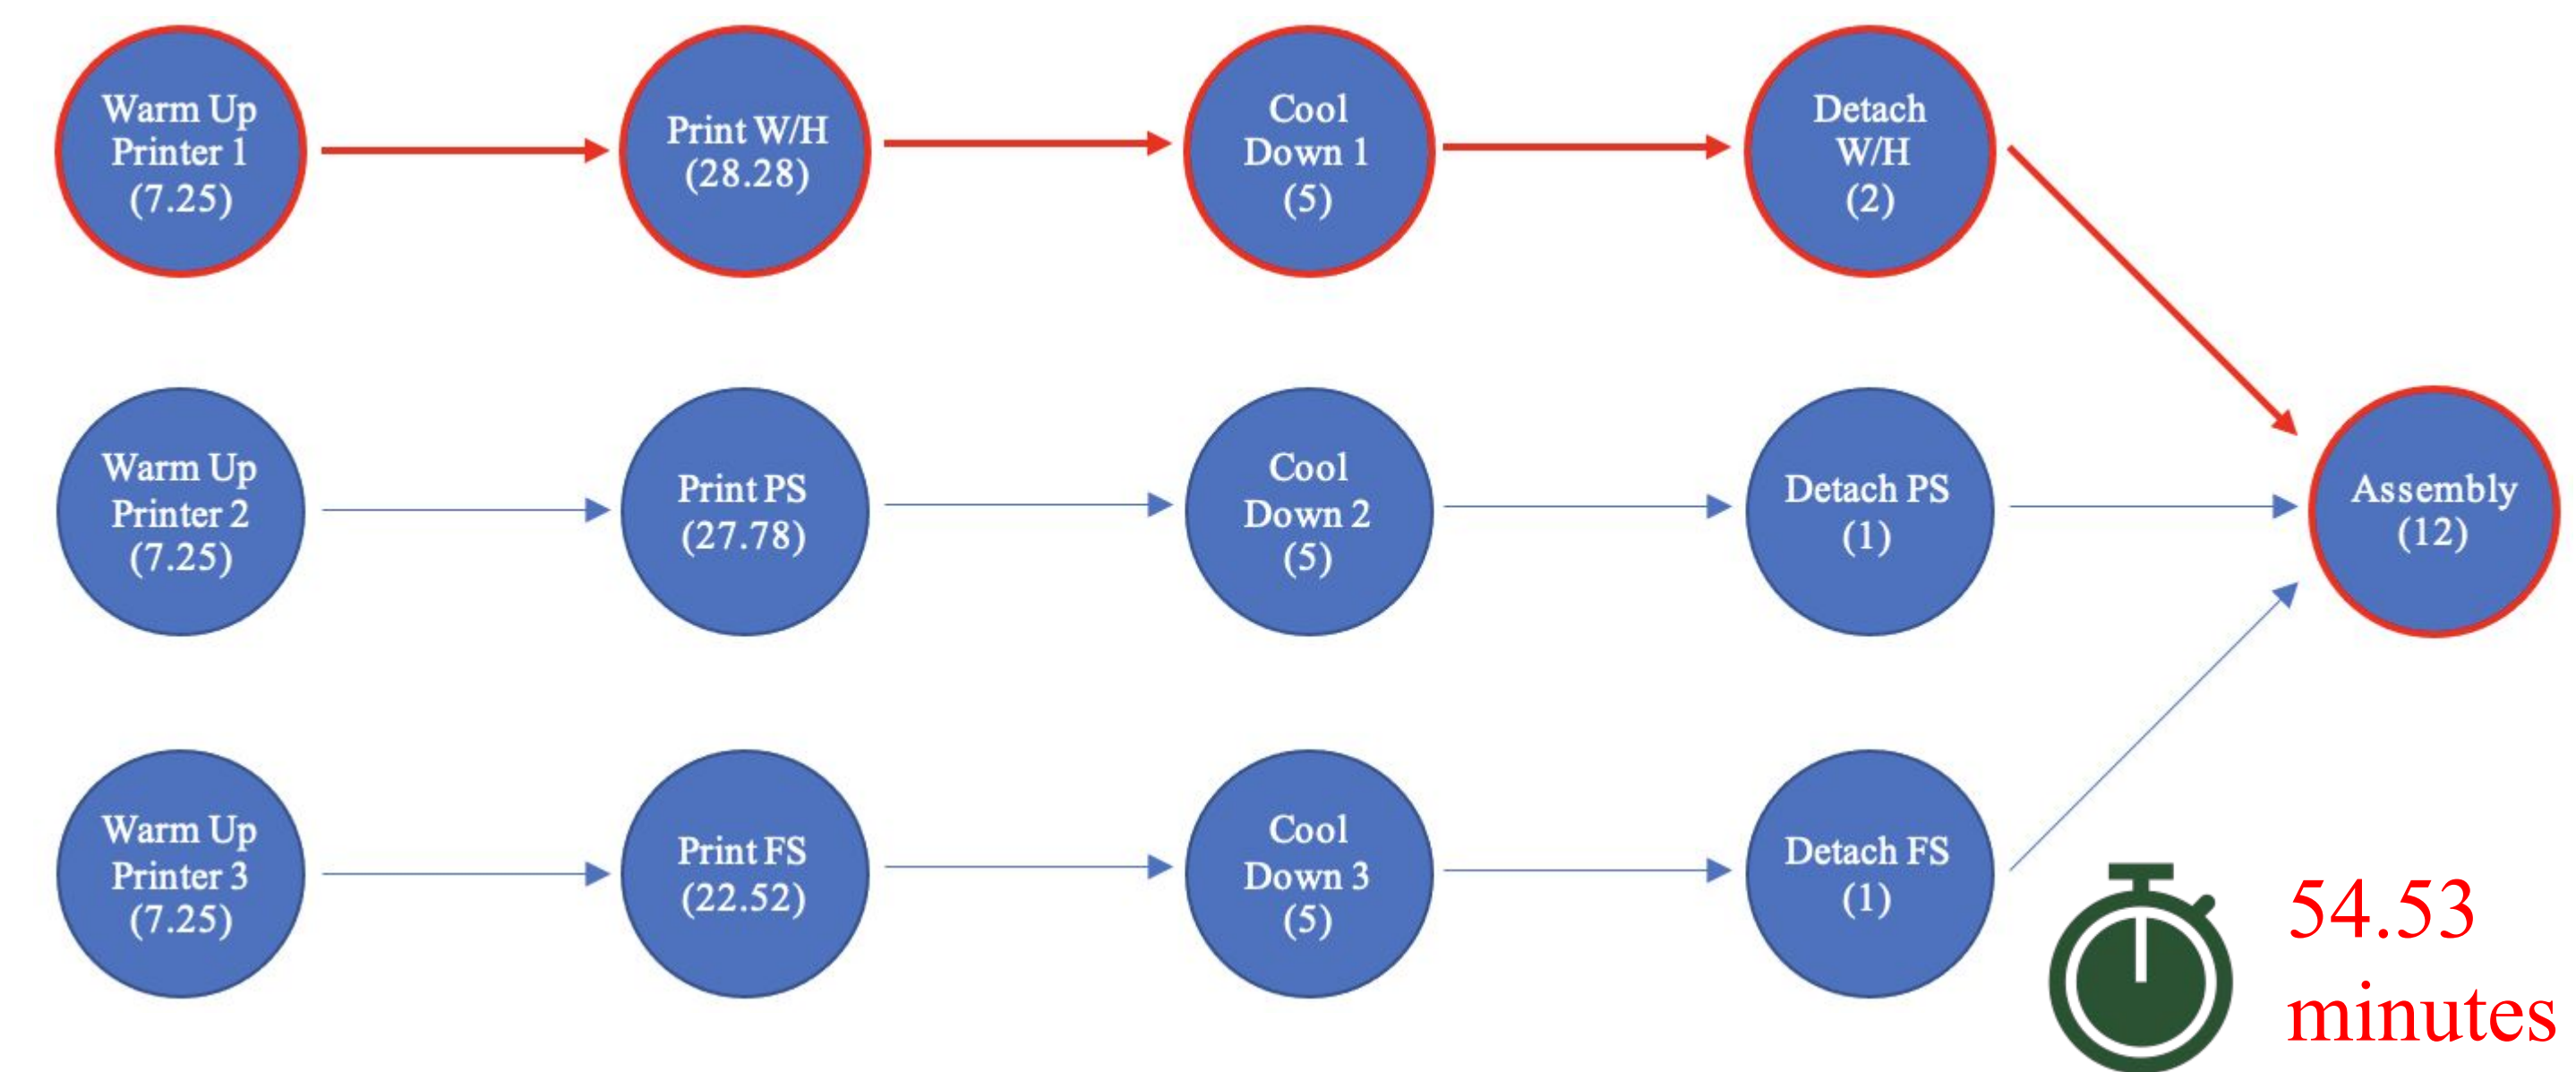 Warm Up
Printer 1
(7.25)
Print W/H
(28.28)
Cool
Down 1
(5)
Detach
W/H
(2)
Warm Up
Printer 2
(7.25)
Print PS
(27.78)
Cool
Down 2
(5)
Detach PS
(1)
Assembly
(12)
Warm Up
Printer 3
(7.25)
Print FS
(22.52)
Cool
Down 3
(5)
Detach FS
(1)
54.53
minutes